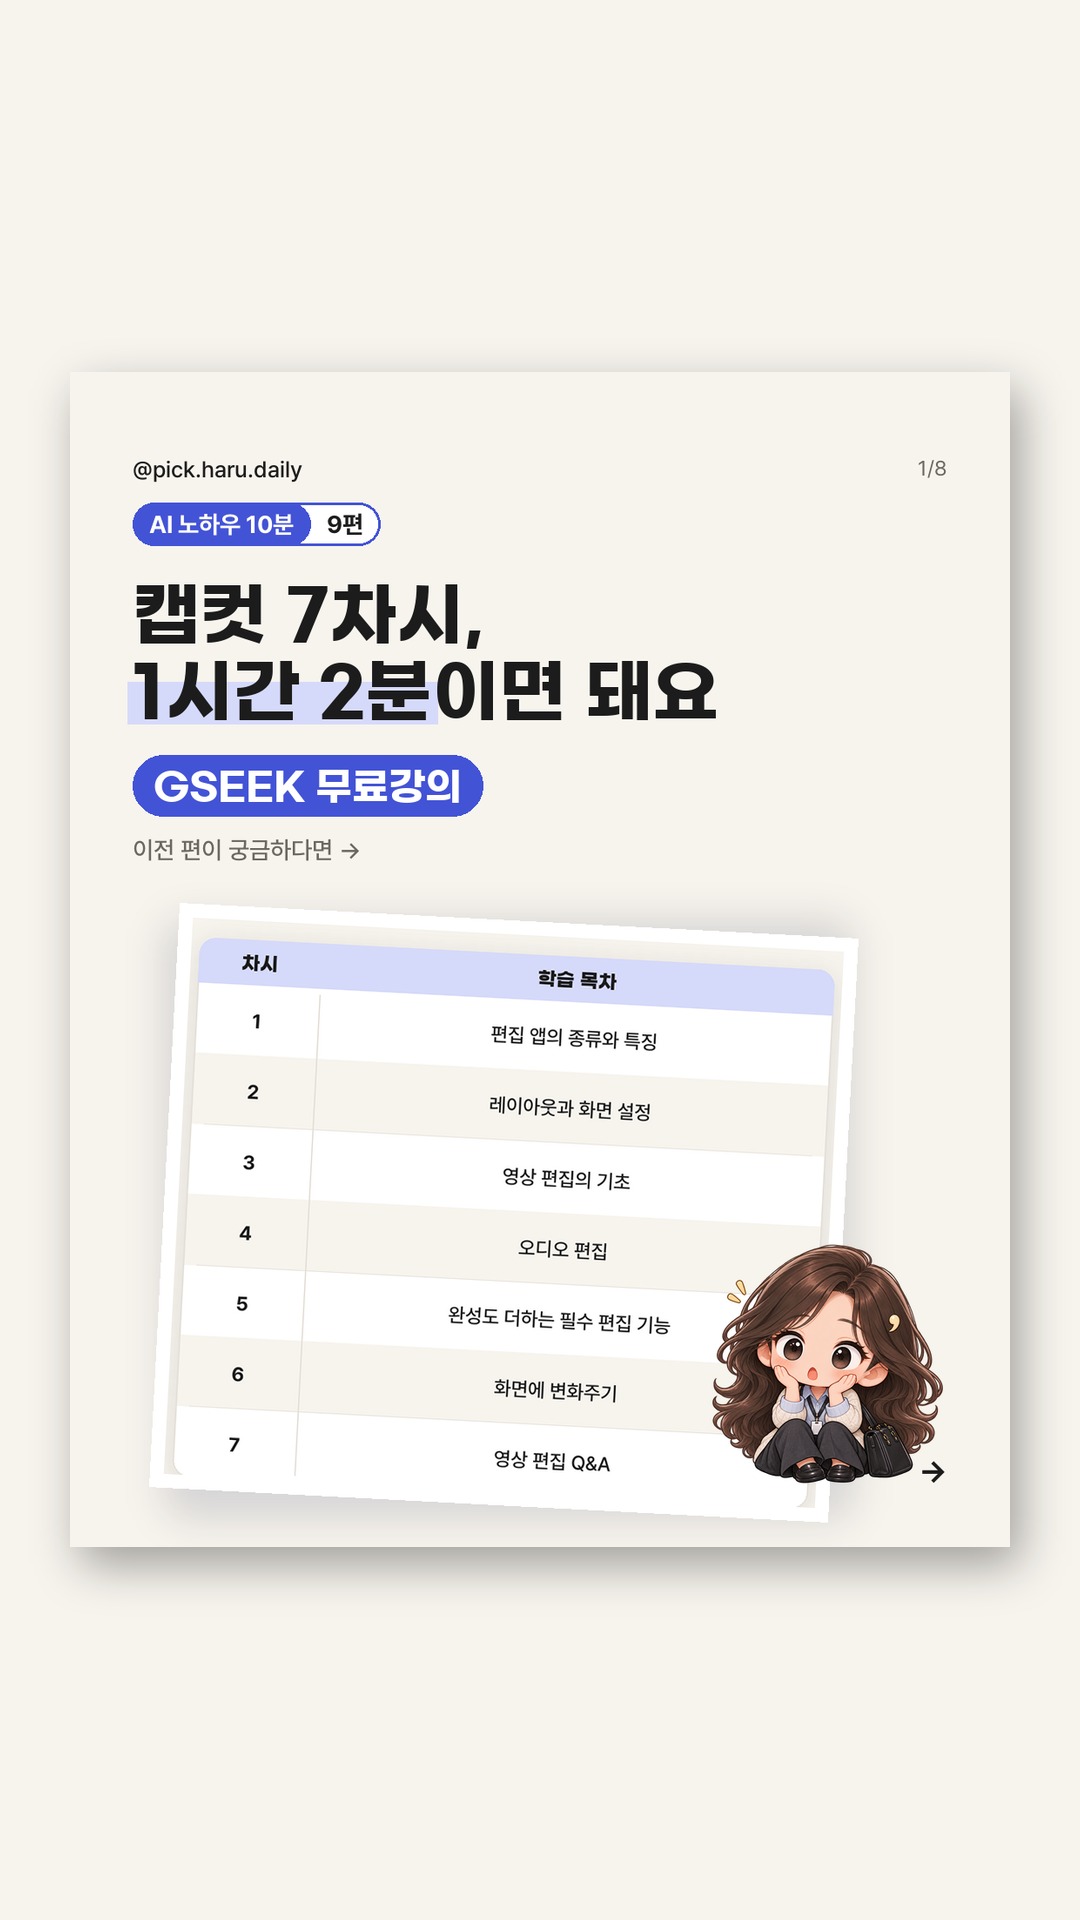 @pick.haru.daily
1/8
AI 노하우 10분 9편
캡컷 7차시,
1시간 2분이면 돼요
GSEEK 무료강의
이전 편이 궁금하다면 →
차시 학습 목차
1 편집 앱의 종류와 특징
2 레이아웃과 화면 설정
3 영상 편집의 기초
4 오디오 편집
5 완성도 더하는 필수 편집 기능
6 화면에 변화주기
7 영상 편집 Q&A
→